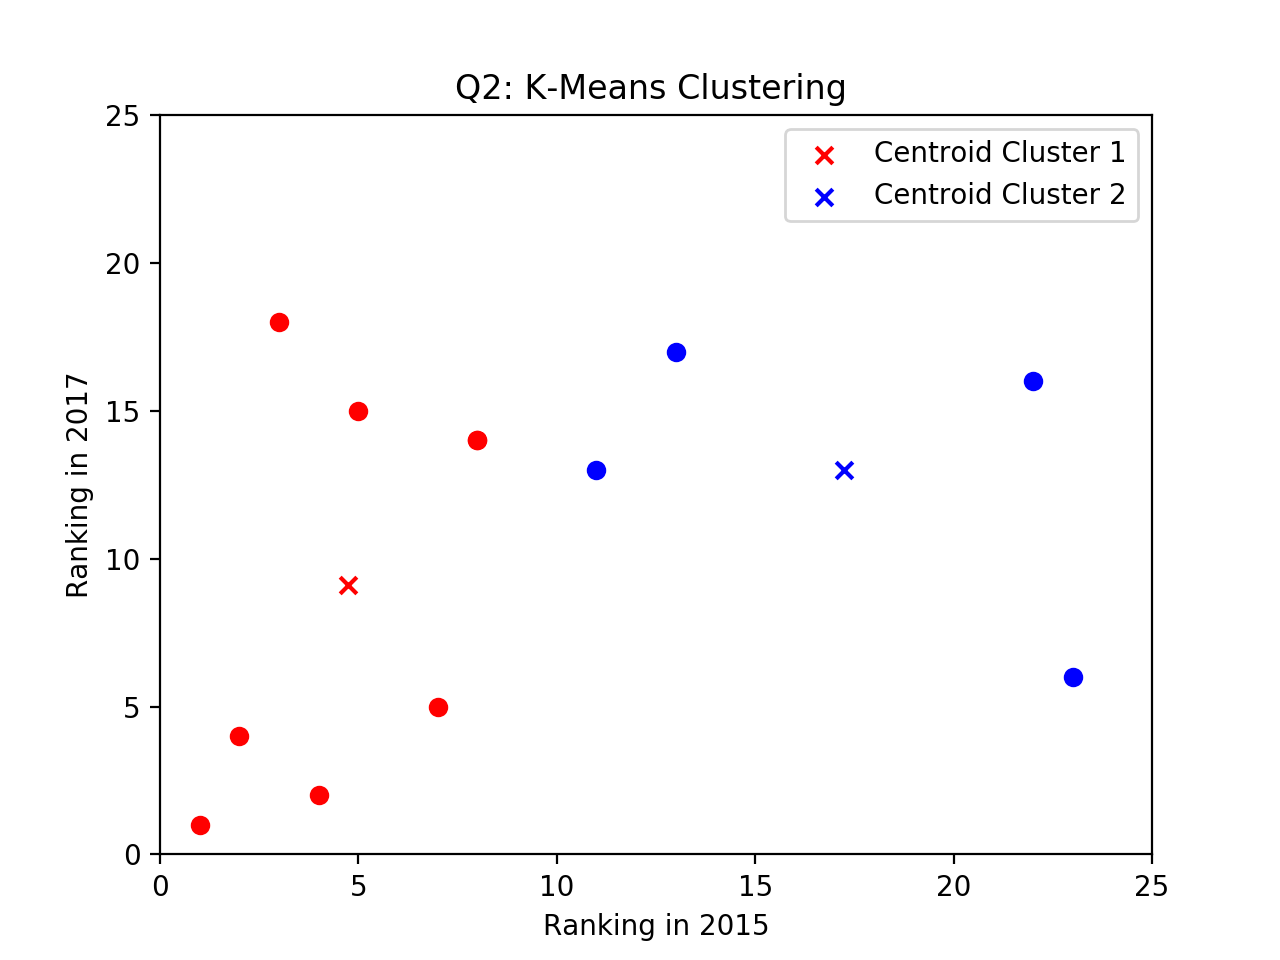 Q2: K-Means Clustering
Centroid Cluster 1
Centroid Cluster 2
25
20
15
10
5
0
Ranking in 2017
0 5 10 15 20 25
Ranking in 2015